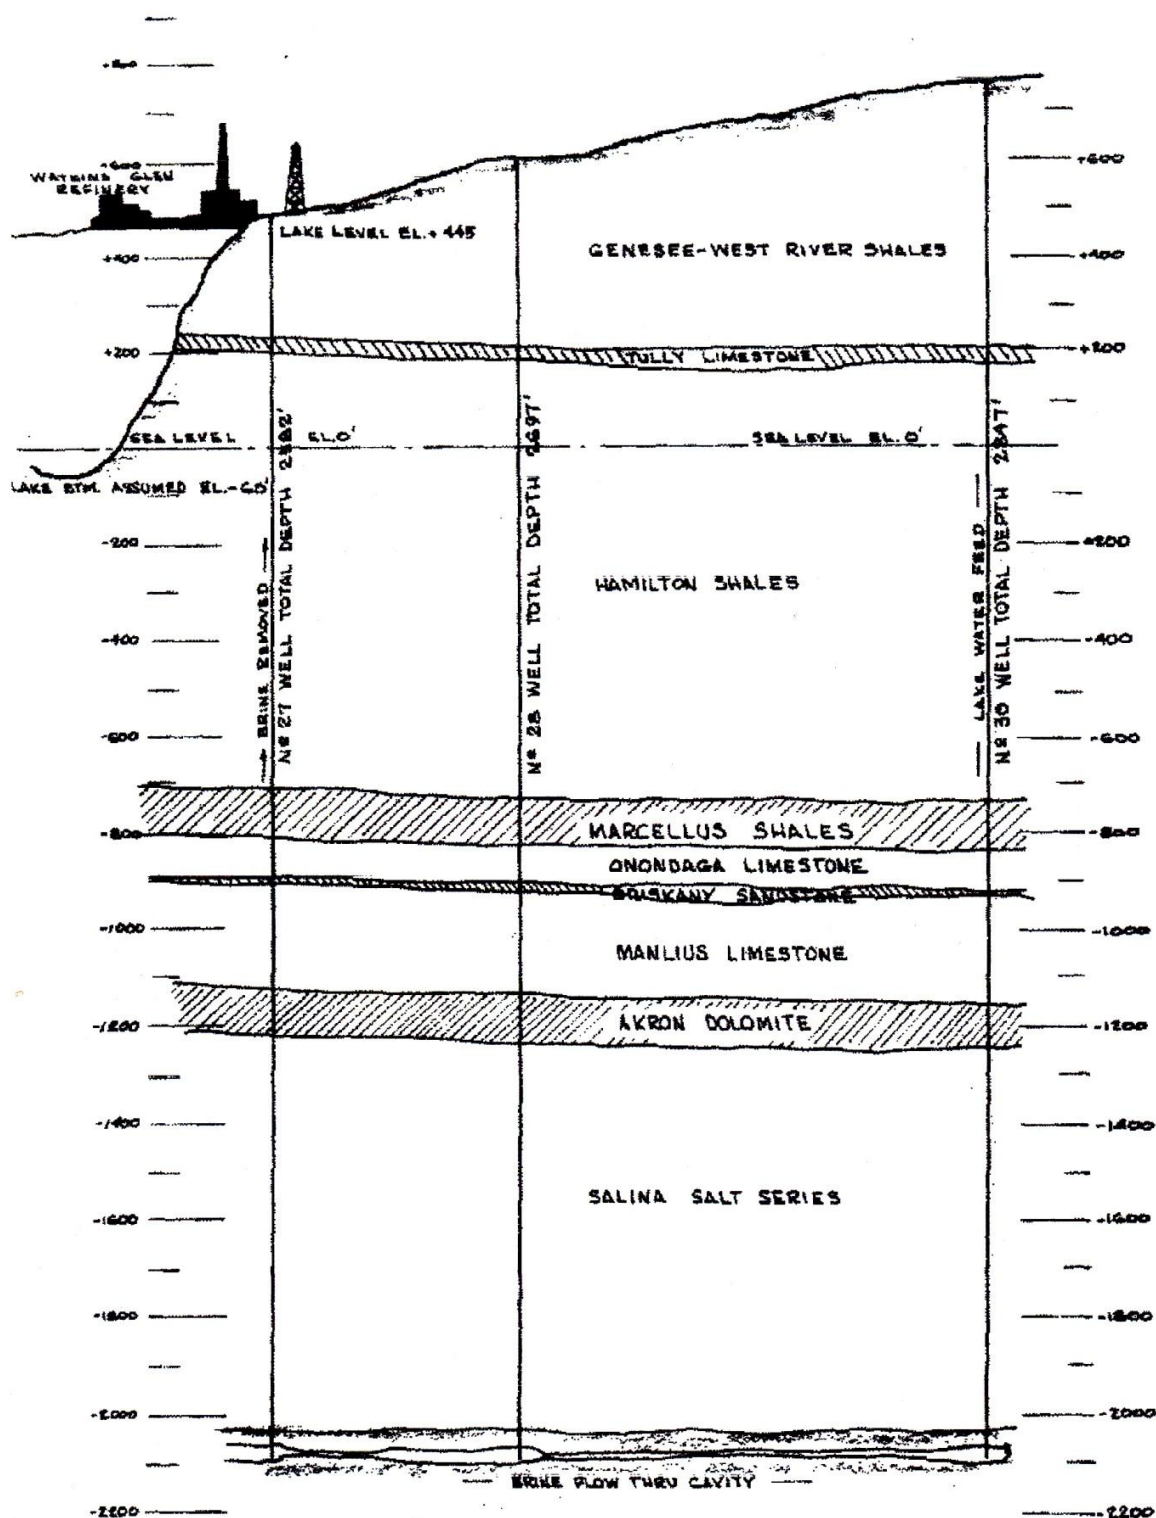 +800
WATKINS GLEN
REFINERY
+600
+600
LAKE LEVEL EL. + 445
GENESEE-WEST RIVER SHALES
+400
+400
+200
TULLY LIMESTONE
+200
SEA LEVEL EL. 0'
SEA LEVEL EL. 0'
LAKE BTM. ASSUMED EL.-60'
BRINE REMOVED
Nº 27 WELL TOTAL DEPTH
Nº 28 WELL TOTAL DEPTH 2697'
LAKE WATER FEED
Nº 30 WELL TOTAL DEPTH 2847'
-200
HAMILTON SHALES
-400
-400
-600
-600
-800
MARCELLUS SHALES
-800
ONONDAGA LIMESTONE
ORISKANY SANDSTONE
-1000
MANLIUS LIMESTONE
-1000
-1200
AKRON DOLOMITE
-1200
-1400
-1400
SALINA SALT SERIES
-1600
-1600
-1800
-1800
-2000
-2000
BRINE FLOW THRU CAVITY
-2200
-2200